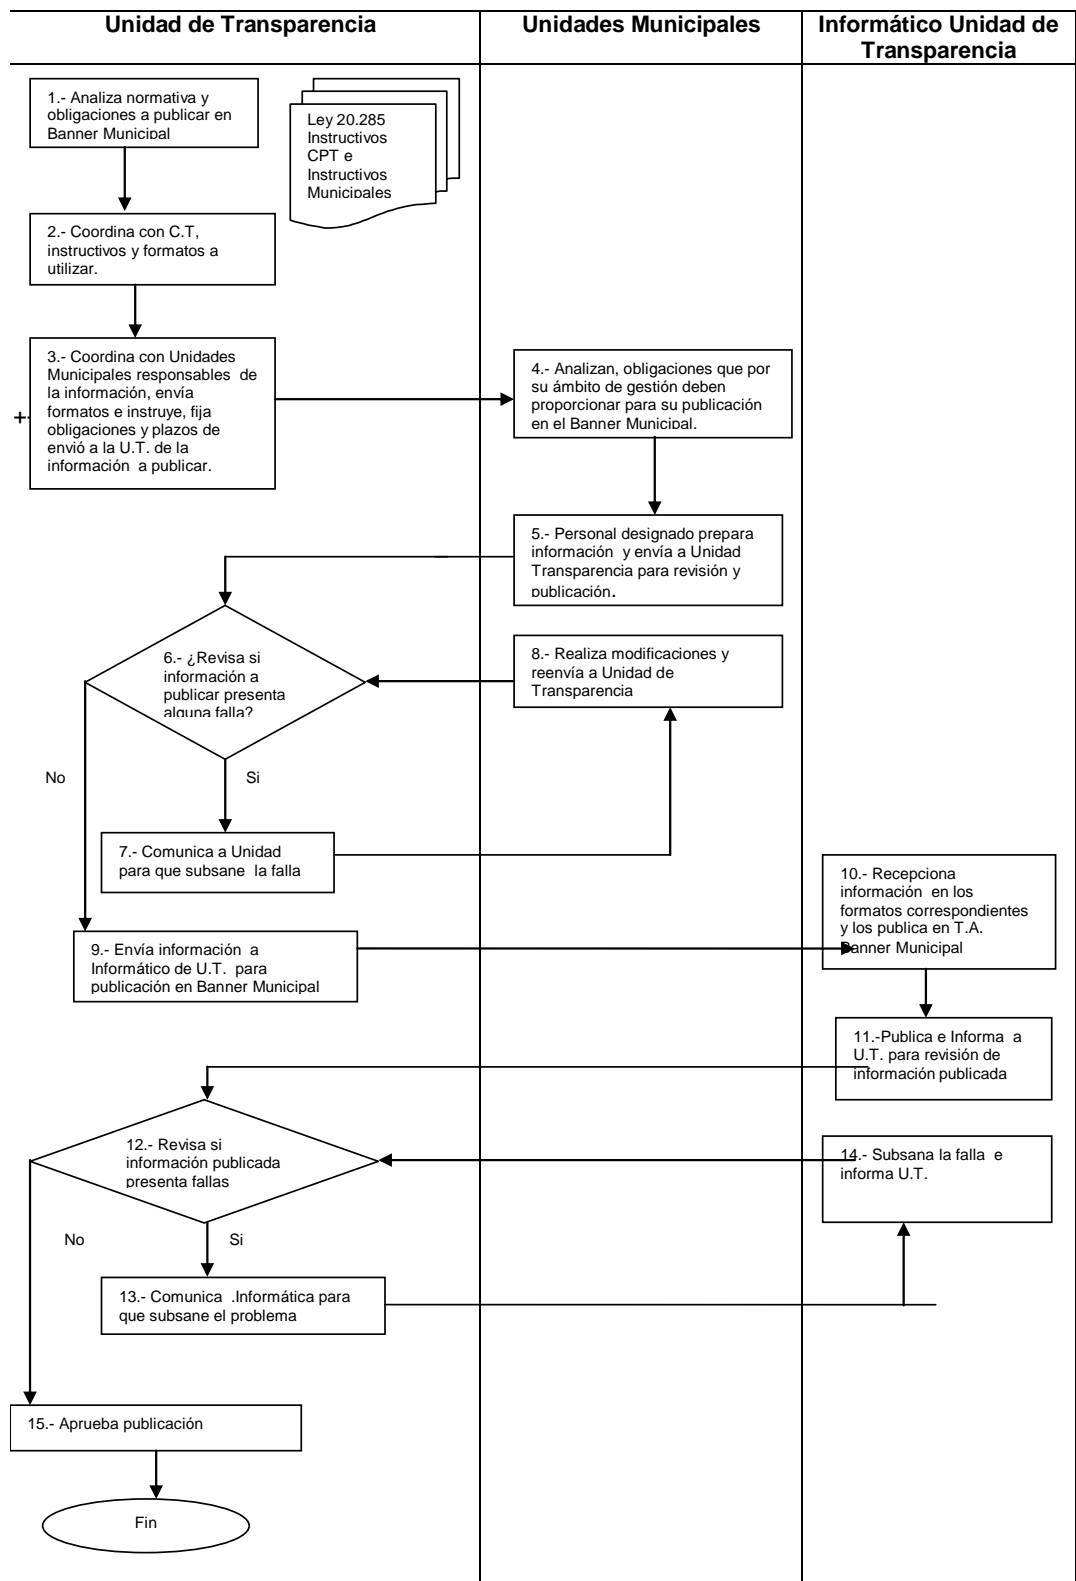 Unidad de Transparencia
Unidades Municipales
Informático Unidad de
Transparencia
1.- Analiza normativa y
obligaciones a publicar en
Banner Municipal
Ley 20.285
Instructivos
CPT e
Instructivos
Municipales
2.- Coordina con C.T,
instructivos y formatos a
utilizar.
3.- Coordina con Unidades
Municipales responsables de
la información, envía
formatos e instruye, fija
obligaciones y plazos de
envió a la U.T. de la
información a publicar.
4.- Analizan, obligaciones que por
su ámbito de gestión deben
proporcionar para su publicación
en el Banner Municipal.
5.- Personal designado prepara
información y envía a Unidad
Transparencia para revisión y
publicación.
6.- ¿Revisa si
información a
publicar presenta
alguna falla?
8.- Realiza modificaciones y
reenvía a Unidad de
Transparencia
No
Si
7.- Comunica a Unidad
para que subsane la falla
10.- Recepciona
información en los
formatos correspondientes
y los publica en T.A.
Banner Municipal
9.- Envía información a
Informático de U.T. para
publicación en Banner Municipal
11.-Publica e Informa a
U.T. para revisión de
información publicada
12.- Revisa si
información publicada
presenta fallas
14.- Subsana la falla e
informa U.T.
No
Si
13.- Comunica .Informática para
que subsane el problema
15.- Aprueba publicación
Fin